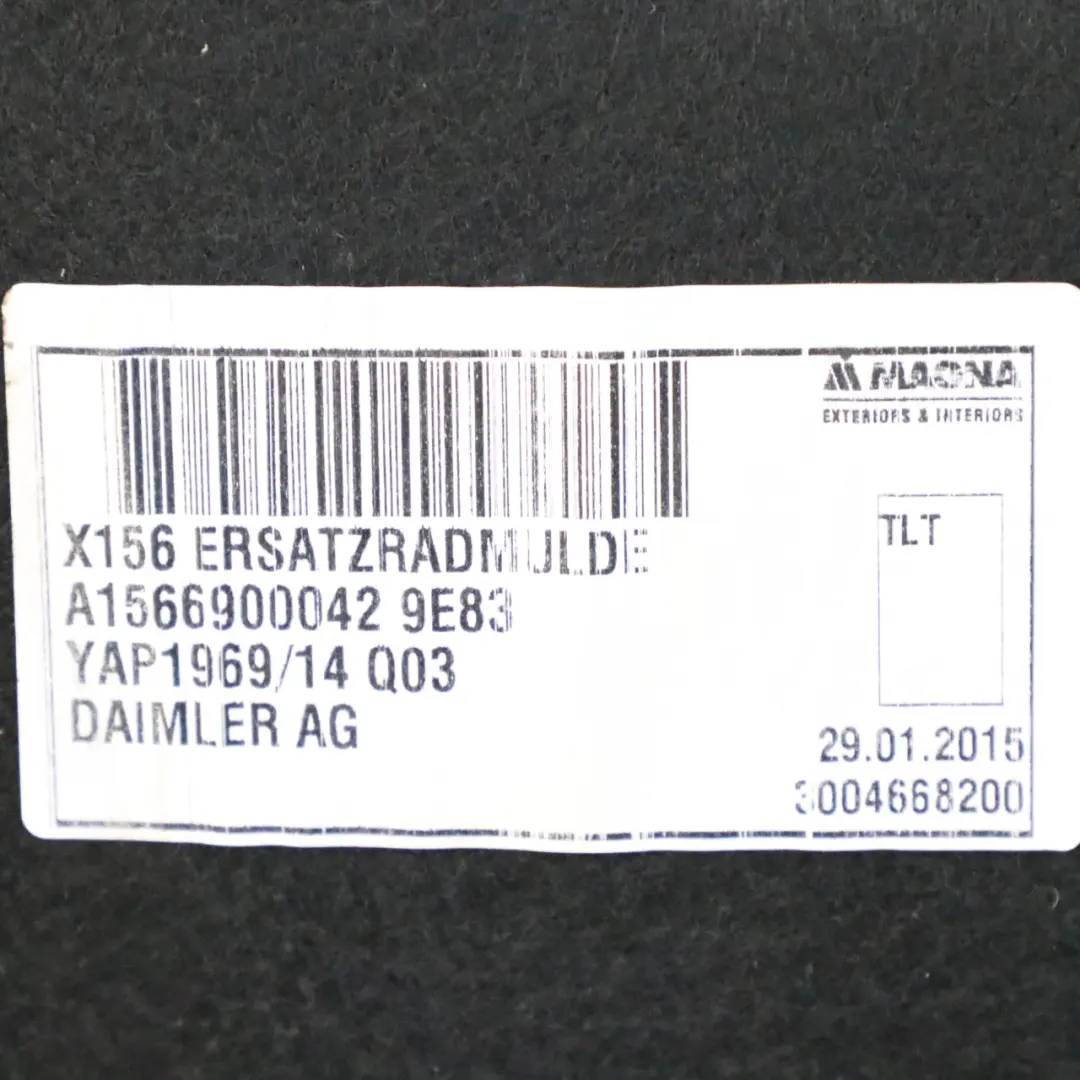 MAGNA
EXTERIORS & INTERIORS
X156 ERSATZRADMULDE
A1566900042 9E83
YAP1969/14 Q03
DAIMLER AG
TLT
29.01.2015
3004668200